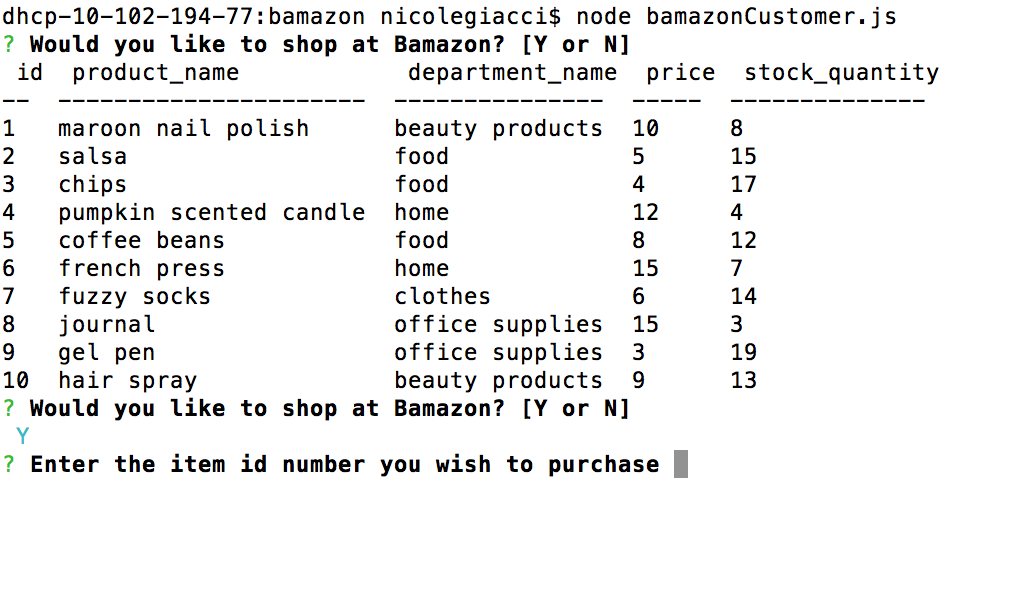 dhcp-10-102-194-77:bamazon nicolegiacci$ node bamazonCustomer.js
? Would you like to shop at Bamazon? [Y or N]
 id  product_name            department_name  price  stock_quantity
--  ----------------------  ---------------  -----  --------------
1   maroon nail polish      beauty products  10     8
2   salsa                   food             5      15
3   chips                   food             4      17
4   pumpkin scented candle  home             12     4
5   coffee beans            food             8      12
6   french press            home             15     7
7   fuzzy socks             clothes          6      14
8   journal                 office supplies  15     3
9   gel pen                 office supplies  3      19
10  hair spray              beauty products  9      13
? Would you like to shop at Bamazon? [Y or N]
 Y
? Enter the item id number you wish to purchase